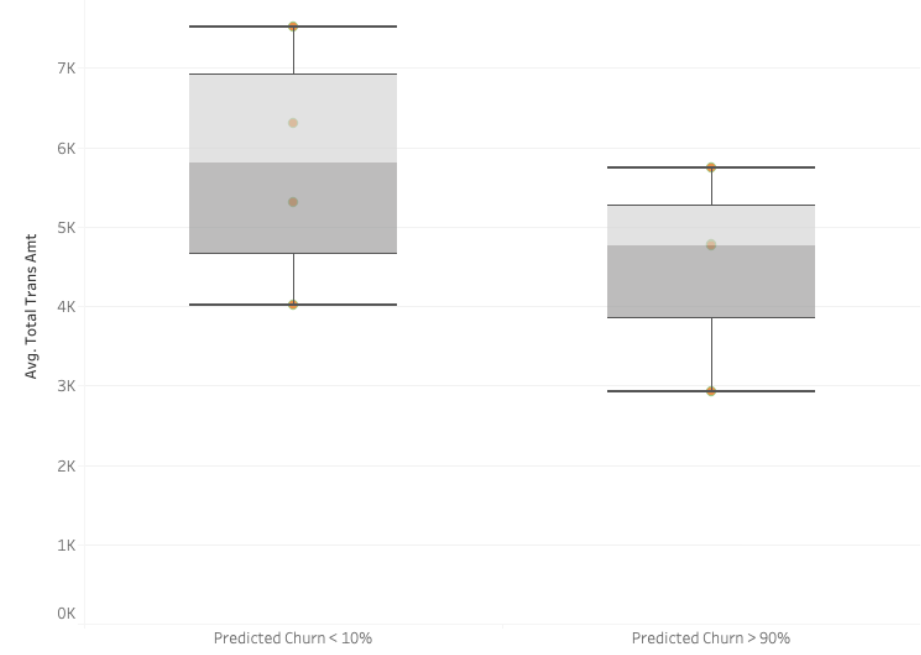 Avg. Total Trans Amt
7K
6K
5K
4K
3K
2K
1K
0K
Predicted Churn < 10%
Predicted Churn > 90%